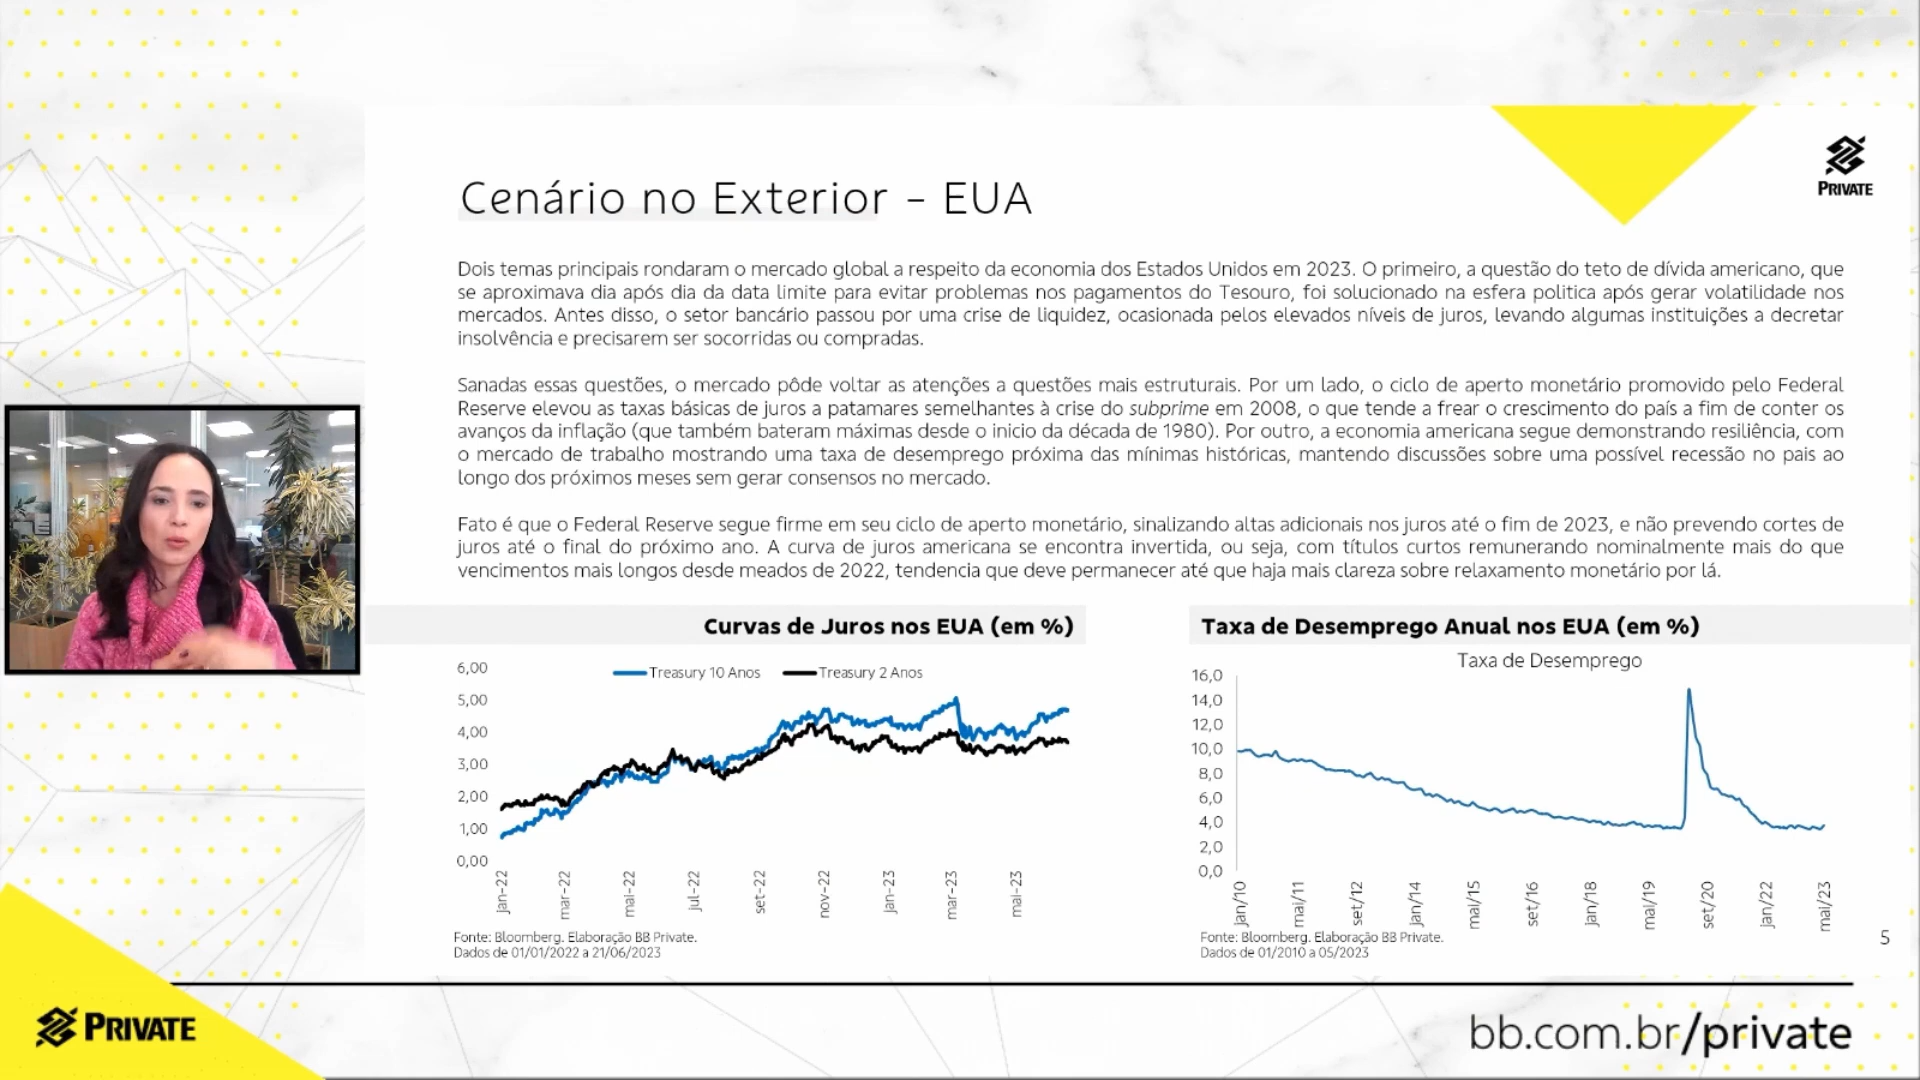 PRIVATE
Cenário no Exterior – EUA
Dois temas principais rondaram o mercado global a respeito da economia dos Estados Unidos em 2023. O primeiro, a questão do teto de dívida americano, que
se aproximava dia após dia da data limite para evitar problemas nos pagamentos do Tesouro, foi solucionado na esfera politica após gerar volatilidade nos
mercados. Antes disso, o setor bancário passou por uma crise de liquidez, ocasionada pelos elevados níveis de juros, levando algumas instituições a decretar
insolvência e precisarem ser socorridas ou compradas.
Sanadas essas questões, o mercado pôde voltar as atenções a questões mais estruturais. Por um lado, o ciclo de aperto monetário promovido pelo Federal
Reserve elevou as taxas básicas de juros a patamares semelhantes à crise do subprime em 2008, o que tende a frear o crescimento do país a fim de conter os
avanços da inflação (que também bateram máximas desde o inicio da década de 1980). Por outro, a economia americana segue demonstrando resiliência, com
o mercado de trabalho mostrando uma taxa de desemprego próxima das mínimas históricas, mantendo discussões sobre uma possível recessão no pais ao
longo dos próximos meses sem gerar consensos no mercado.
Fato é que o Federal Reserve segue firme em seu ciclo de aperto monetário, sinalizando altas adicionais nos juros até o fim de 2023, e não prevendo cortes de
juros até o final do próximo ano. A curva de juros americana se encontra invertida, ou seja, com títulos curtos remunerando nominalmente mais do que
vencimentos mais longos desde meados de 2022, tendencia que deve permanecer até que haja mais clareza sobre relaxamento monetário por lá.
Curvas de Juros nos EUA (em %)
Treasury 10 Anos
Treasury 2 Anos
6,00
5,00
4,00
3,00
2,00
1,00
0,00
jan-22
mar-22
mai-22
jul-22
set-22
nov-22
jan-23
mar-23
mai-23
Fonte: Bloomberg. Elaboração BB Private.
Dados de 01/01/2022 a 21/06/2023
Taxa de Desemprego Anual nos EUA (em %)
Taxa de Desemprego
16,0
14,0
12,0
10,0
8,0
6,0
4,0
2,0
0,0
jan/10
mai/11
set/12
jan/14
mai/15
set/16
jan/18
mai/19
set/20
jan/22
mai/23
Fonte: Bloomberg. Elaboração BB Private.
Dados de 01/2010 a 05/2023
5
PRIVATE
bb.com.br/private